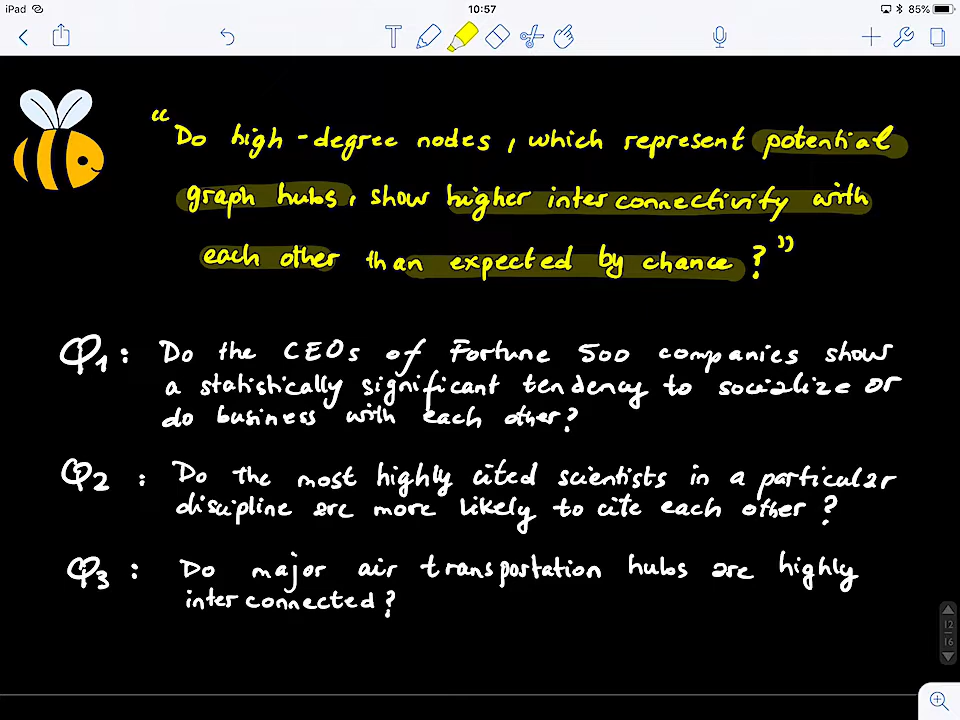 iPad
10:57
85%
“Do high-degree nodes, which represent potential
graph hubs, show higher interconnectivity with
each other than expected by chance?”
Q1: Do the CEOs of Fortune 500 companies show
a statistically significant tendency to socialize or
do business with each other?
Q2: Do the most highly cited scientists in a particular
discipline are more likely to cite each other?
Q3: Do major air transportation hubs are highly
interconnected?
12
16